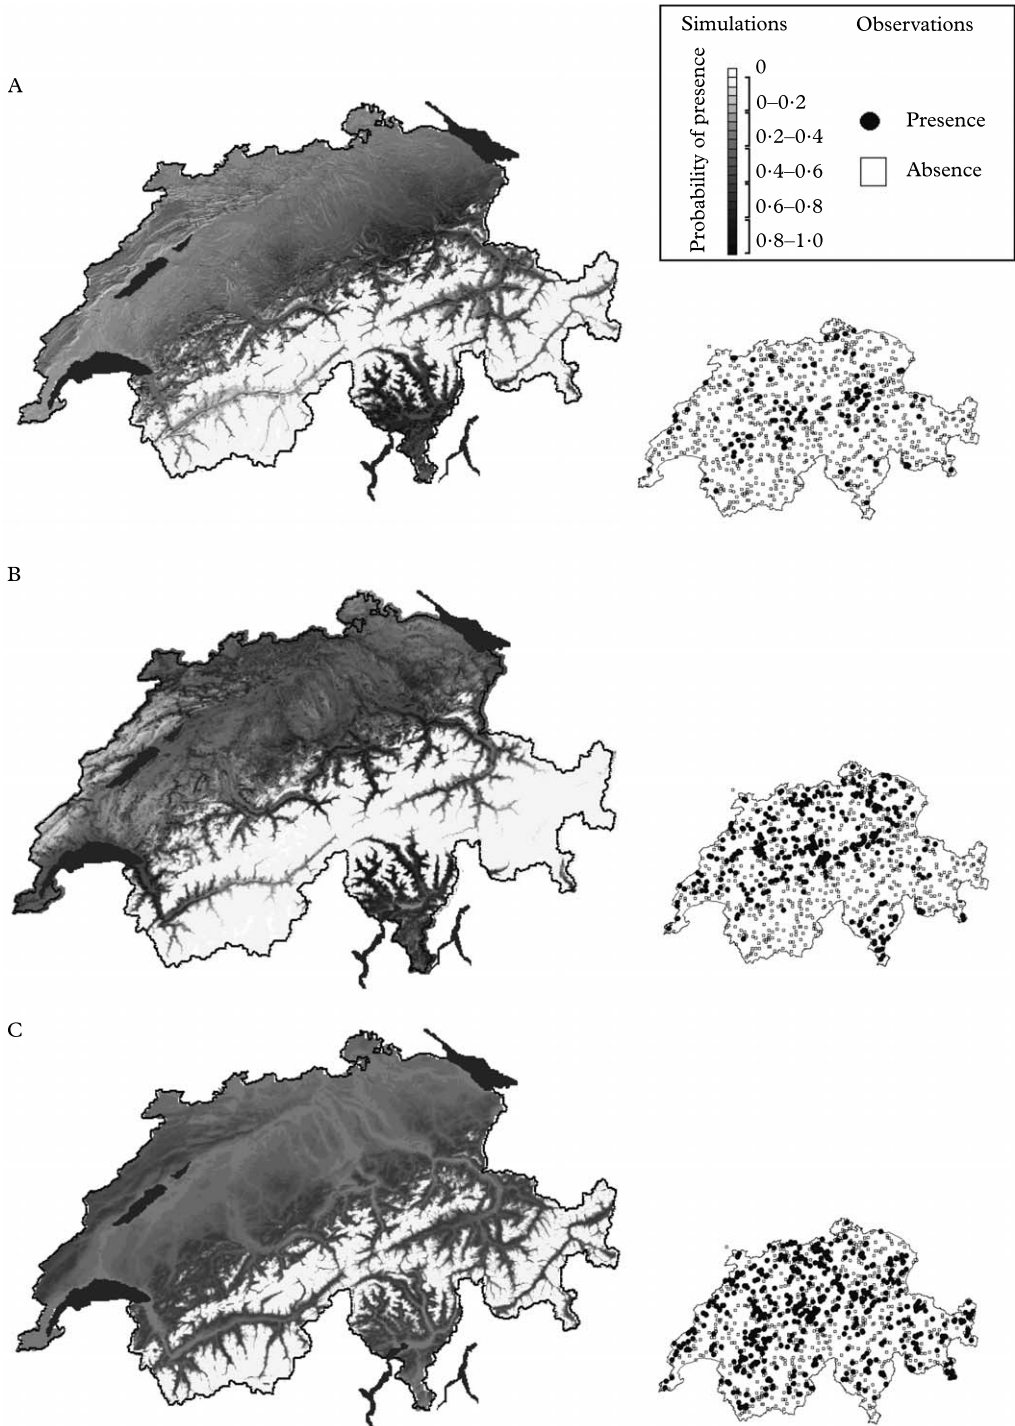 Simulations
Observations
Probability of presence
0
0–0·2
0·2–0·4
0·4–0·6
0·6–0·8
0·8–1·0
Presence
Absence
A
B
C